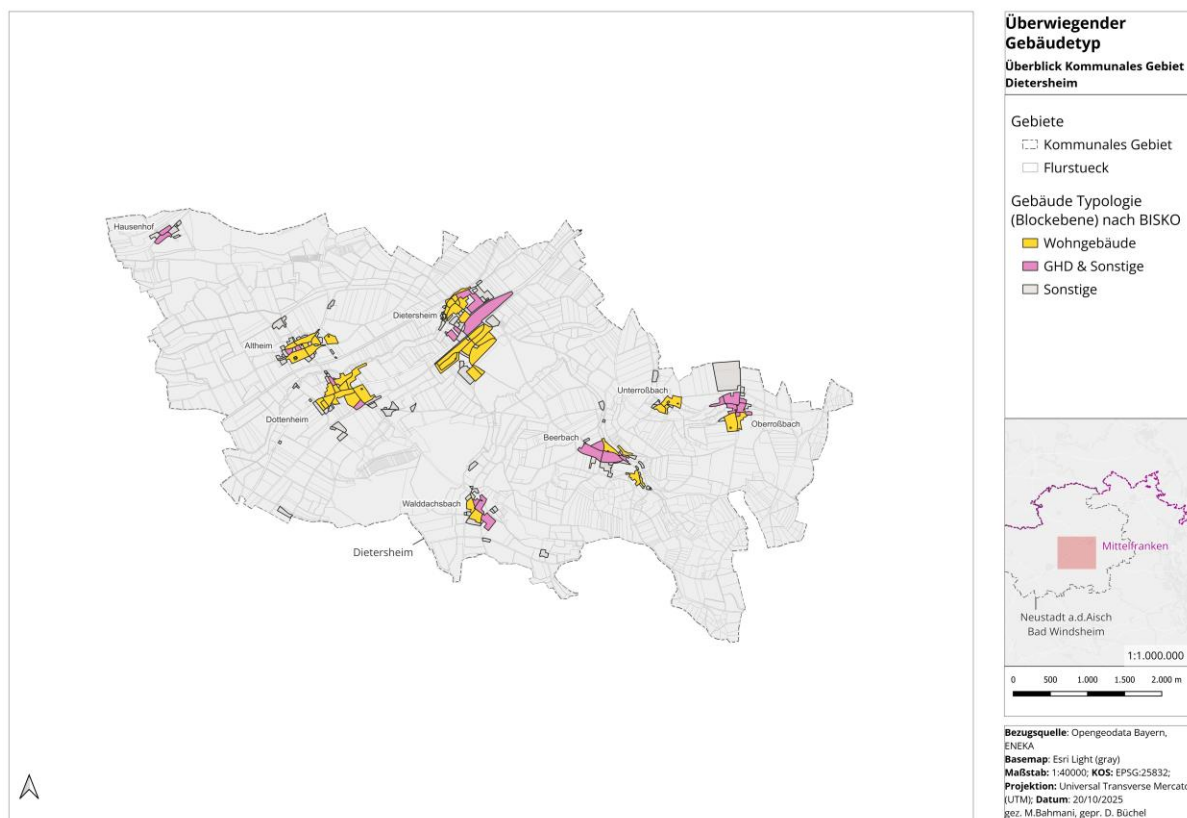 Überwiegender
Gebäudetyp
Überblick Kommunales Gebiet
Dietersheim
Gebiete
Kommunales Gebiet
Flurstueck
Gebäude Typologie
(Blockebene) nach BISKO
Wohngebäude
GHD & Sonstige
Sonstige
Hausenhof
Dietersheim
Altheim
Dottenheim
Unterroßbach
Oberroßbach
Beerbach
Walddachsbach
Dietersheim
Mittelfranken
Neustadt a.d.Aisch
Bad Windsheim
1:1.000.000
0 500 1.000 1.500 2.000 m
Bezugsquelle: Opengeodata Bayern,
ENEKA
Basemap: Esri Light (gray)
Maßstab: 1:40000; KOS: EPSG:25832;
Projektion: Universal Transverse Mercato
(UTM); Datum: 20/10/2025
gez. M.Bahmani, gepr. D. Büchel